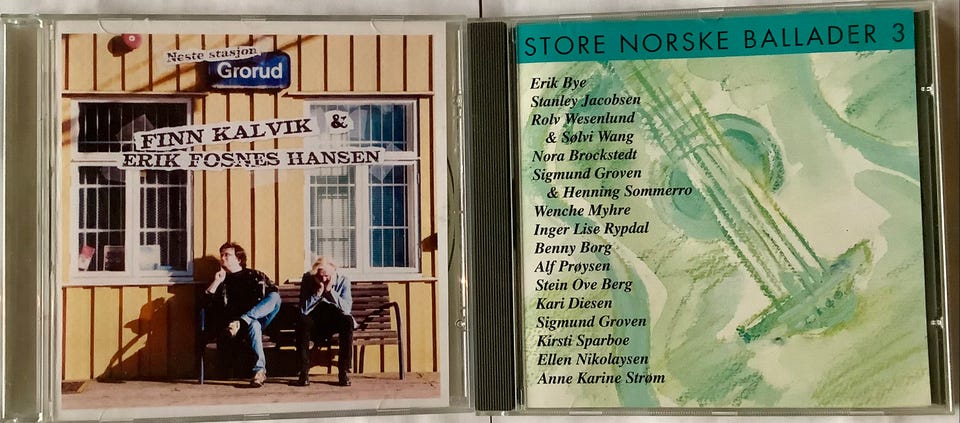 Neste stasjon
Grorud
FINN KALVIK &
ERIK FOSNES HANSEN
STORE NORSKE BALLADER 3
Erik Bye
Stanley Jacobsen
Rolv Wesenlund
& Sølvi Wang
Nora Brockstedt
Sigmund Groven
& Henning Sommerro
Wenche Myhre
Inger Lise Rypdal
Benny Borg
Alf Prøysen
Stein Ove Berg
Kari Diesen
Sigmund Groven
Kirsti Sparboe
Ellen Nikolaysen
Anne Karine Strøm